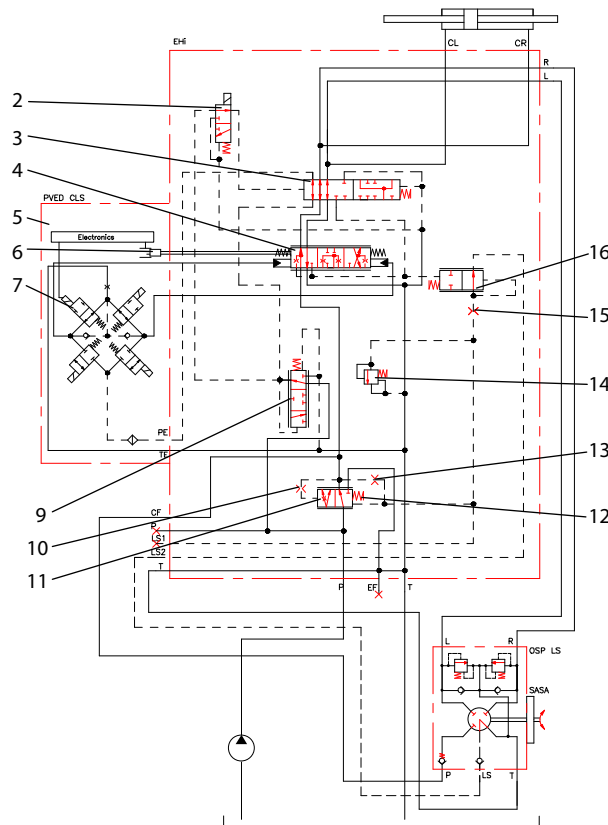 EHi
CL
CR
R
L
2
3
4
PVED CLS
5
Electronics
6
7
16
15
14
PE
TE
9
13
12
10
11
CF
P
LS1
LS2
T
P
EF
T
L
R
OSP LS
SASA
P
LS
T